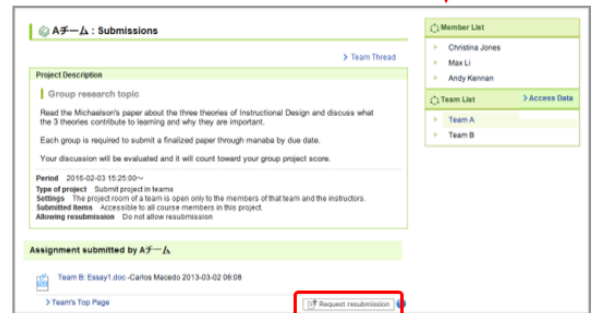 Aチーム : Submissions
Team Thread
Project Description
Group research topic
Read the Michaelson's paper about the three theories of Instructional Design and discuss what
the 3 theories contribute to learning and why they are important.
Each group is required to submit a finalized paper through manaba by due date.
Your discussion will be evaluated and it will count toward your group project score.
Period 2016-02-03 15:25:00～
Type of project Submit project in teams
Settings The project room of a team is open only to the members of that team and the instructors.
Submitted items Accessible to all course members in this project.
Allowing resubmission Do not allow resubmission
Assignment submitted by Aチーム
Team B: Essay1.doc -Carlos Macedo 2013-03-02 06:08
Team's Top Page
Request resubmission
Member List
Christina Jones
Max Li
Andy Kennan
Team List
Access Data
Team A
Team B